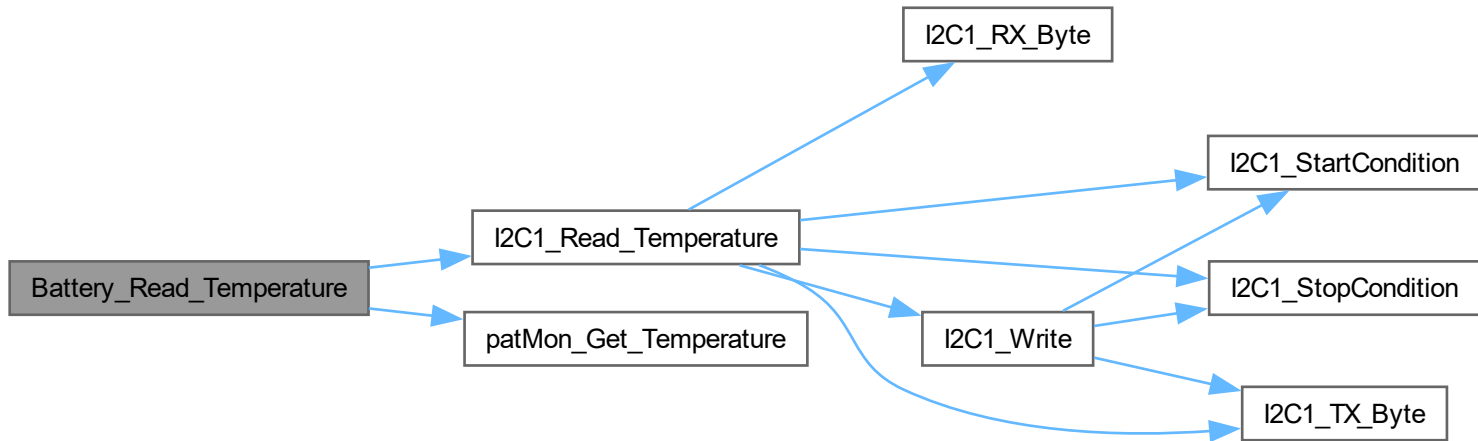 I2C1_RX_Byte
I2C1_StartCondition
I2C1_Read_Temperature
Battery_Read_Temperature
I2C1_StopCondition
patMon_Get_Temperature
I2C1_Write
I2C1_TX_Byte